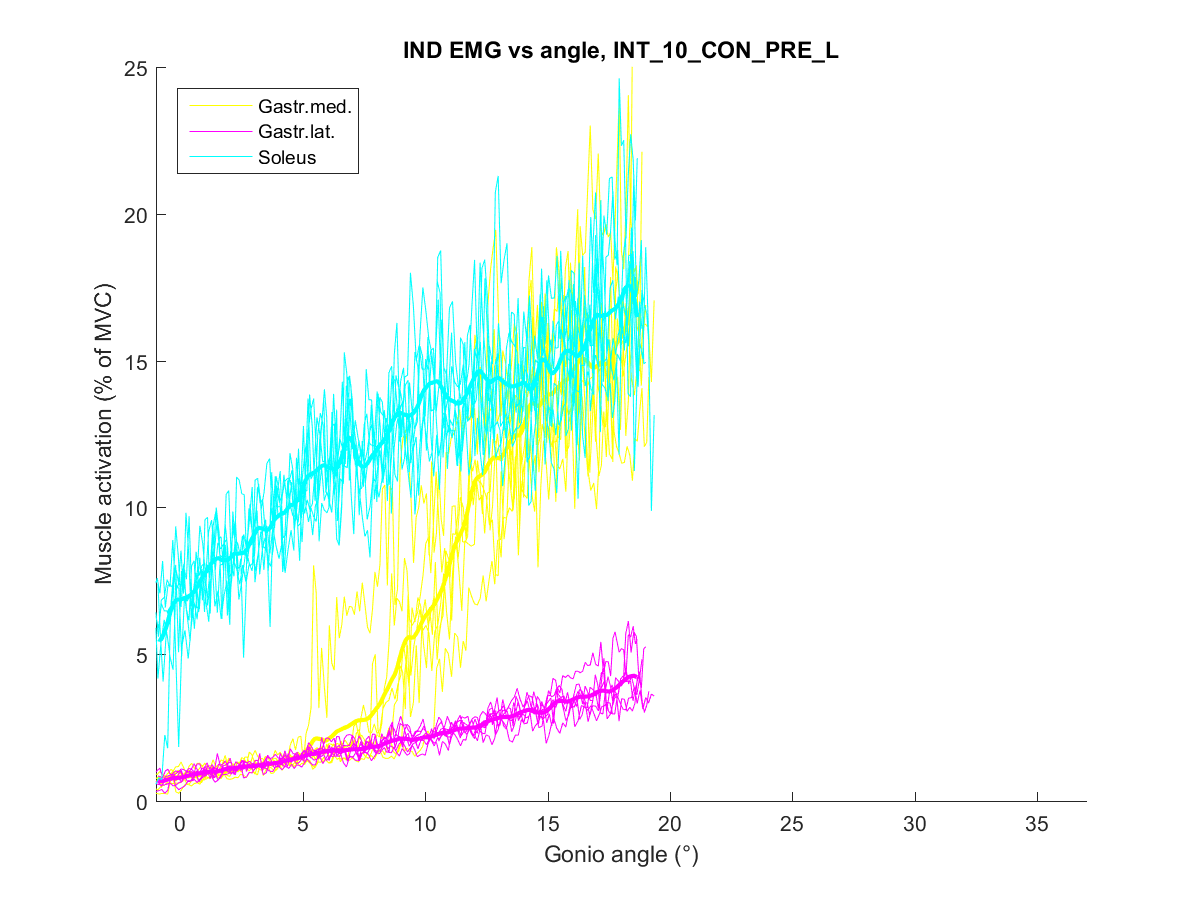 IND EMG vs angle, INT_10_CON_PRE_L
25
20
15
10
5
0
Muscle activation (% of MVC)
Gastr.med.
Gastr.lat.
Soleus
0 5 10 15 20 25 30 35
Gonio angle (°)